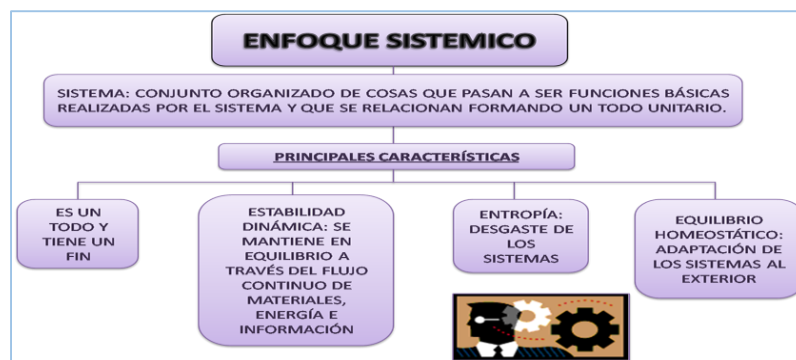 ENFOQUE SISTEMICO
SISTEMA: CONJUNTO ORGANIZADO DE COSAS QUE PASAN A SER FUNCIONES BÁSICAS
REALIZADAS POR EL SISTEMA Y QUE SE RELACIONAN FORMANDO UN TODO UNITARIO.
PRINCIPALES CARACTERÍSTICAS
ES UN
TODO Y
TIENE UN
FIN
ESTABILIDAD
DINÁMICA: SE
MANTIENE EN
EQUILIBRIO A
TRAVÉS DEL FLUJO
CONTINUO DE
MATERIALES,
ENERGÍA E
INFORMACIÓN
ENTROPÍA:
DESGASTE DE
LOS
SISTEMAS
EQUILIBRIO
HOMEOSTÁTICO:
ADAPTACIÓN DE
LOS SISTEMAS AL
EXTERIOR